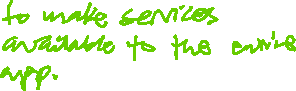 to make services
available to the entire
app.